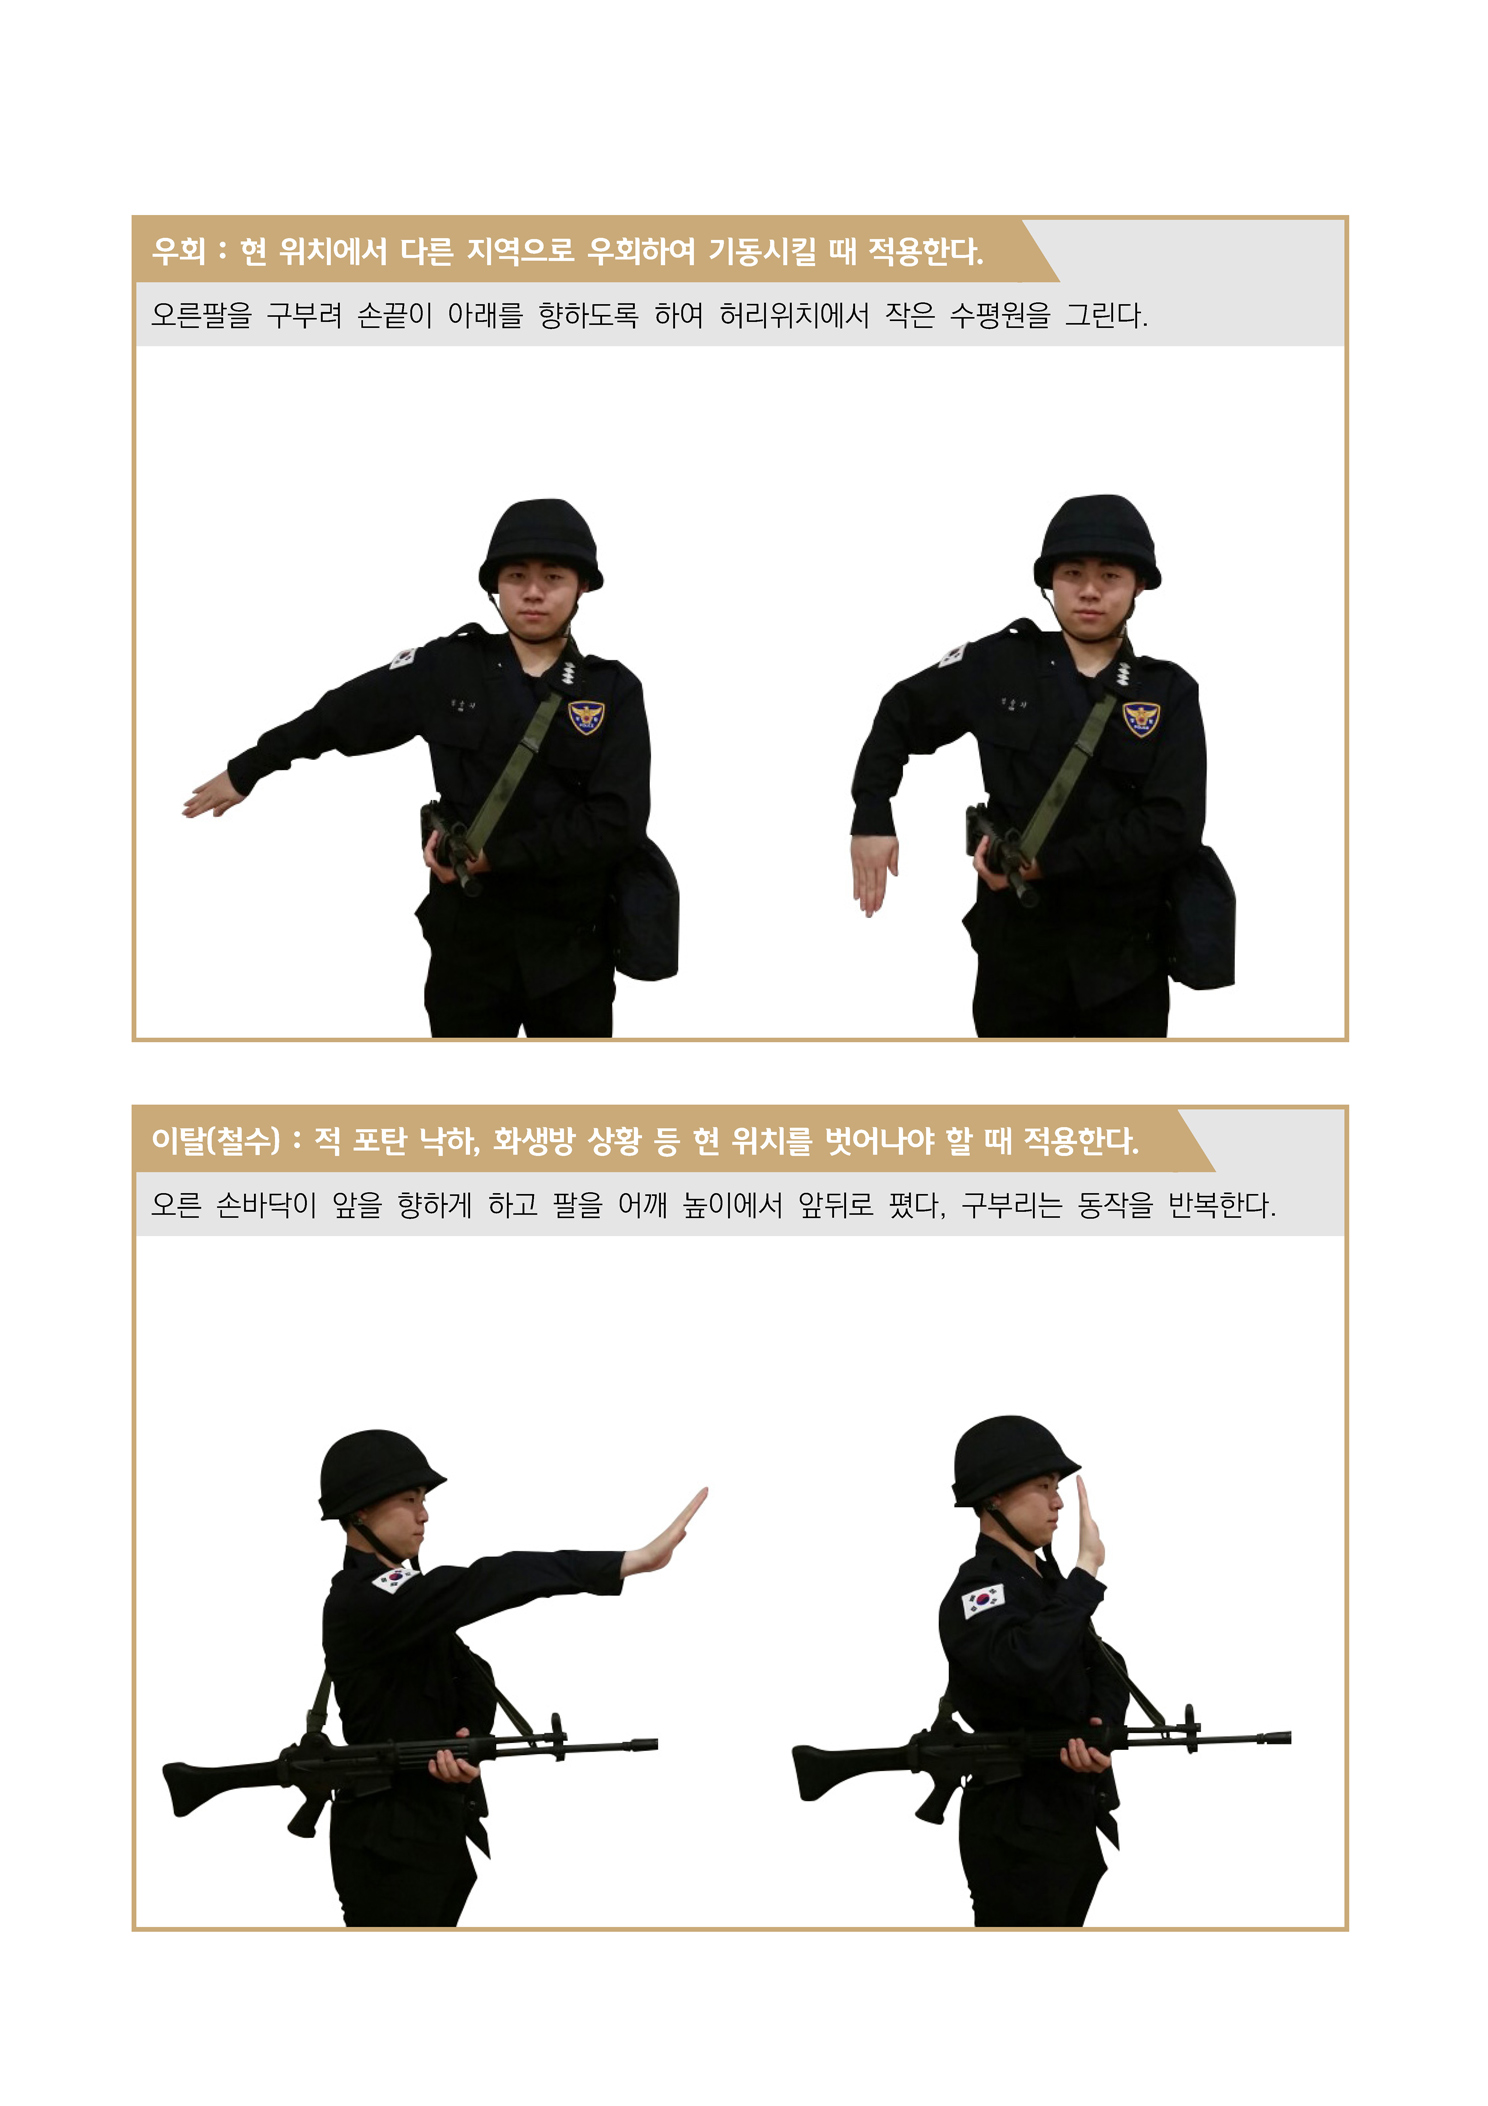 우회 : 현 위치에서 다른 지역으로 우회하여 기동시킬 때 적용한다.
오른팔을 구부려 손끝이 아래를 향하도록 하여 허리위치에서 작은 수평원을 그린다.
이탈(철수) : 적 포탄 낙하, 화생방 상황 등 현 위치를 벗어나야 할 때 적용한다.
오른 손바닥이 앞을 향하게 하고 팔을 어깨 높이에서 앞뒤로 폈다, 구부리는 동작을 반복한다.